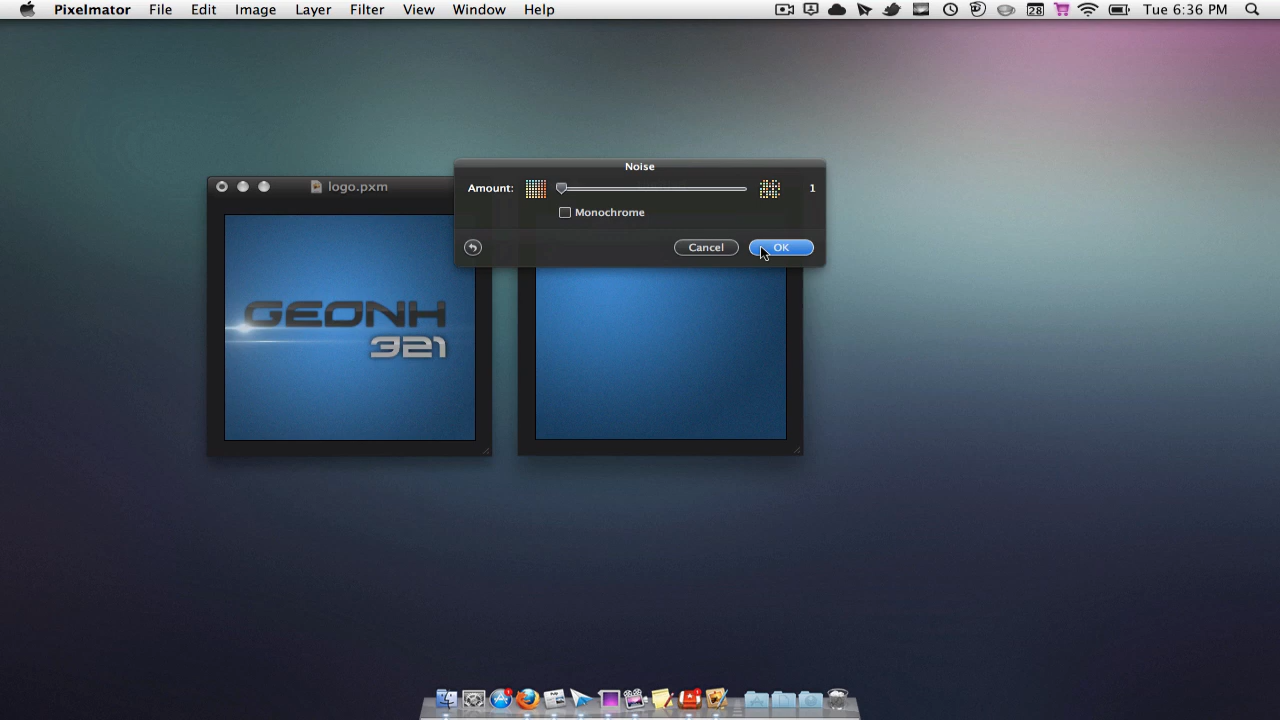 Pixelmator File Edit Image Layer Filter View Window Help 28 Tue 6:36 PM
Noise
logo.pxm
Amount: 1
Monochrome
Cancel OK
GEONH
321